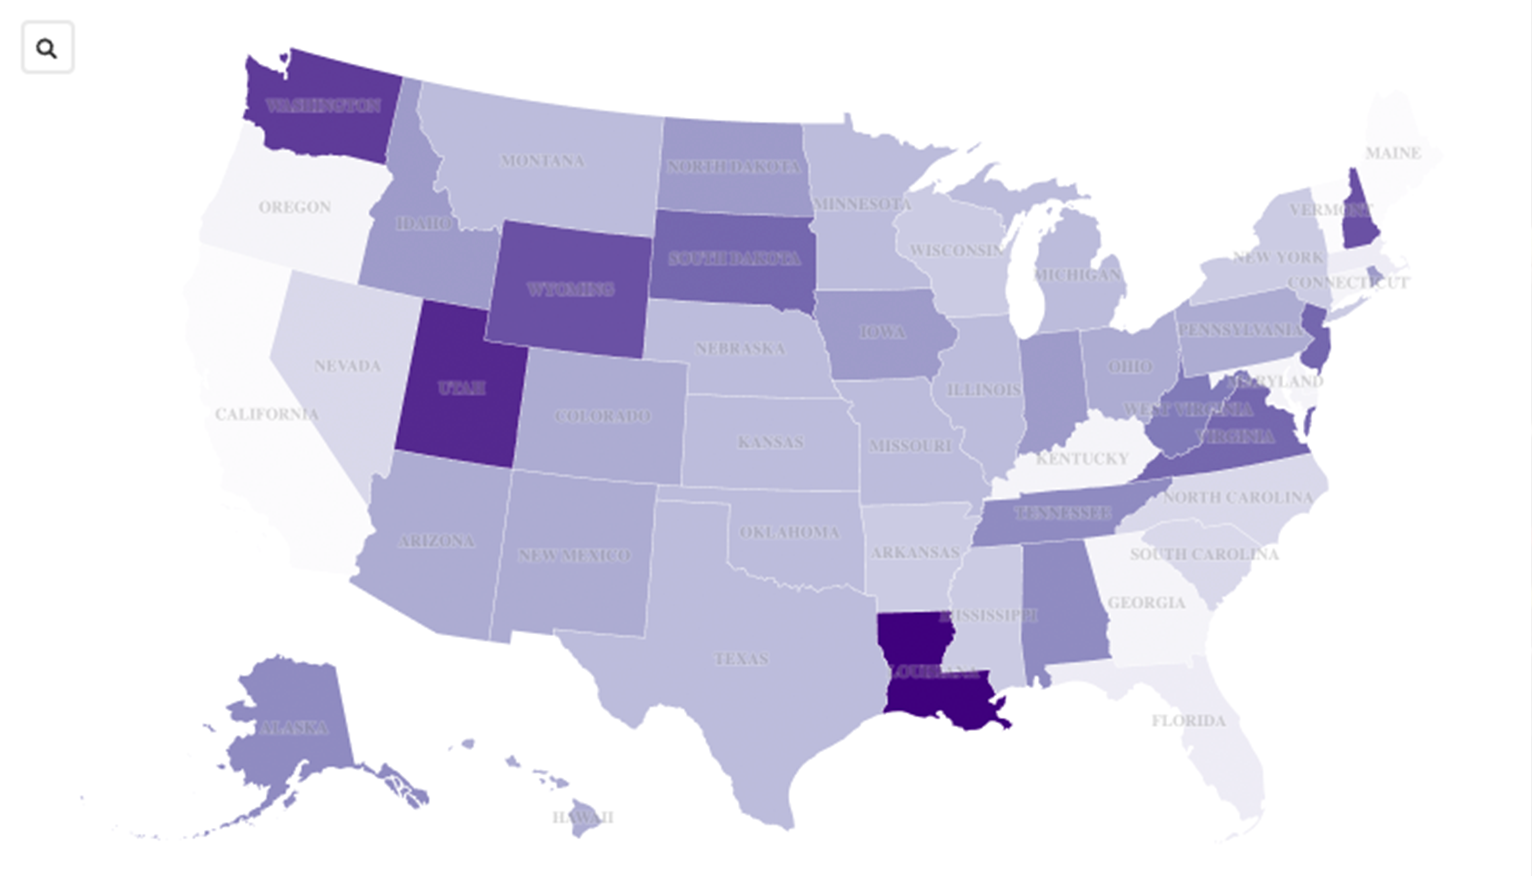 WASHINGTON
MAINE
MONTANA
NORTH DAKOTA
MINNESOTA
OREGON
VERMONT
IDAHO
WISCONSIN
NEW YORK
SOUTH DAKOTA
MICHIGAN
CONNECTICUT
WYOMING
IOWA
PENNSYLVANIA
NEBRASKA
NEVADA
OHIO
MARYLAND
UTAH
ILLINOIS
CALIFORNIA
COLORADO
WEST VIRGINIA
VIRGINIA
KANSAS
MISSOURI
KENTUCKY
NORTH CAROLINA
TENNESSEE
OKLAHOMA
ARIZONA
NEW MEXICO
ARKANSAS
SOUTH CAROLINA
GEORGIA
MISSISSIPPI
TEXAS
LOUISIANA
FLORIDA
ALASKA
HAWAII